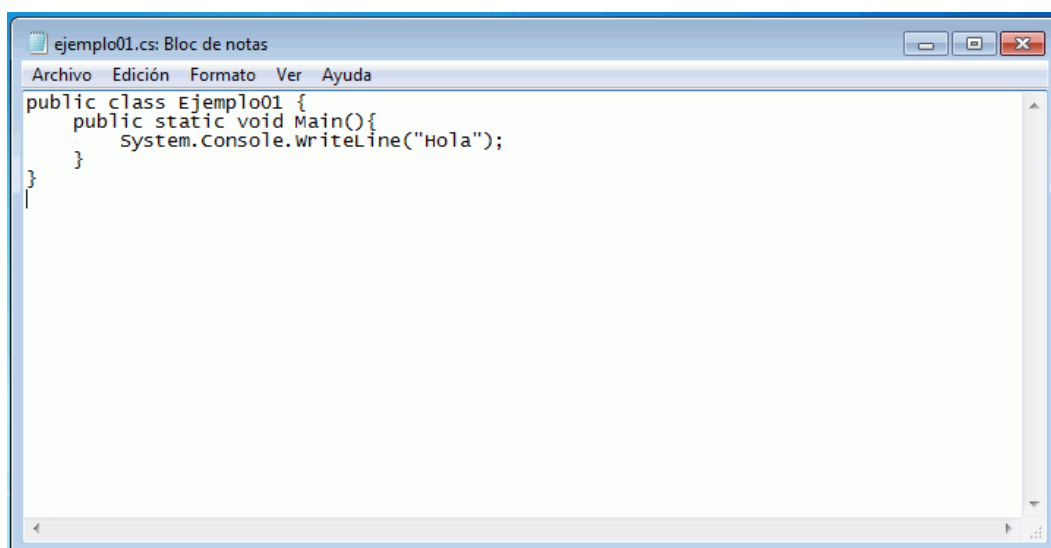 ejemplo01.cs: Bloc de notas
Archivo Edición Formato Ver Ayuda
public class Ejemplo01 {
    public static void Main(){
        System.Console.WriteLine("Hola");
    }
}